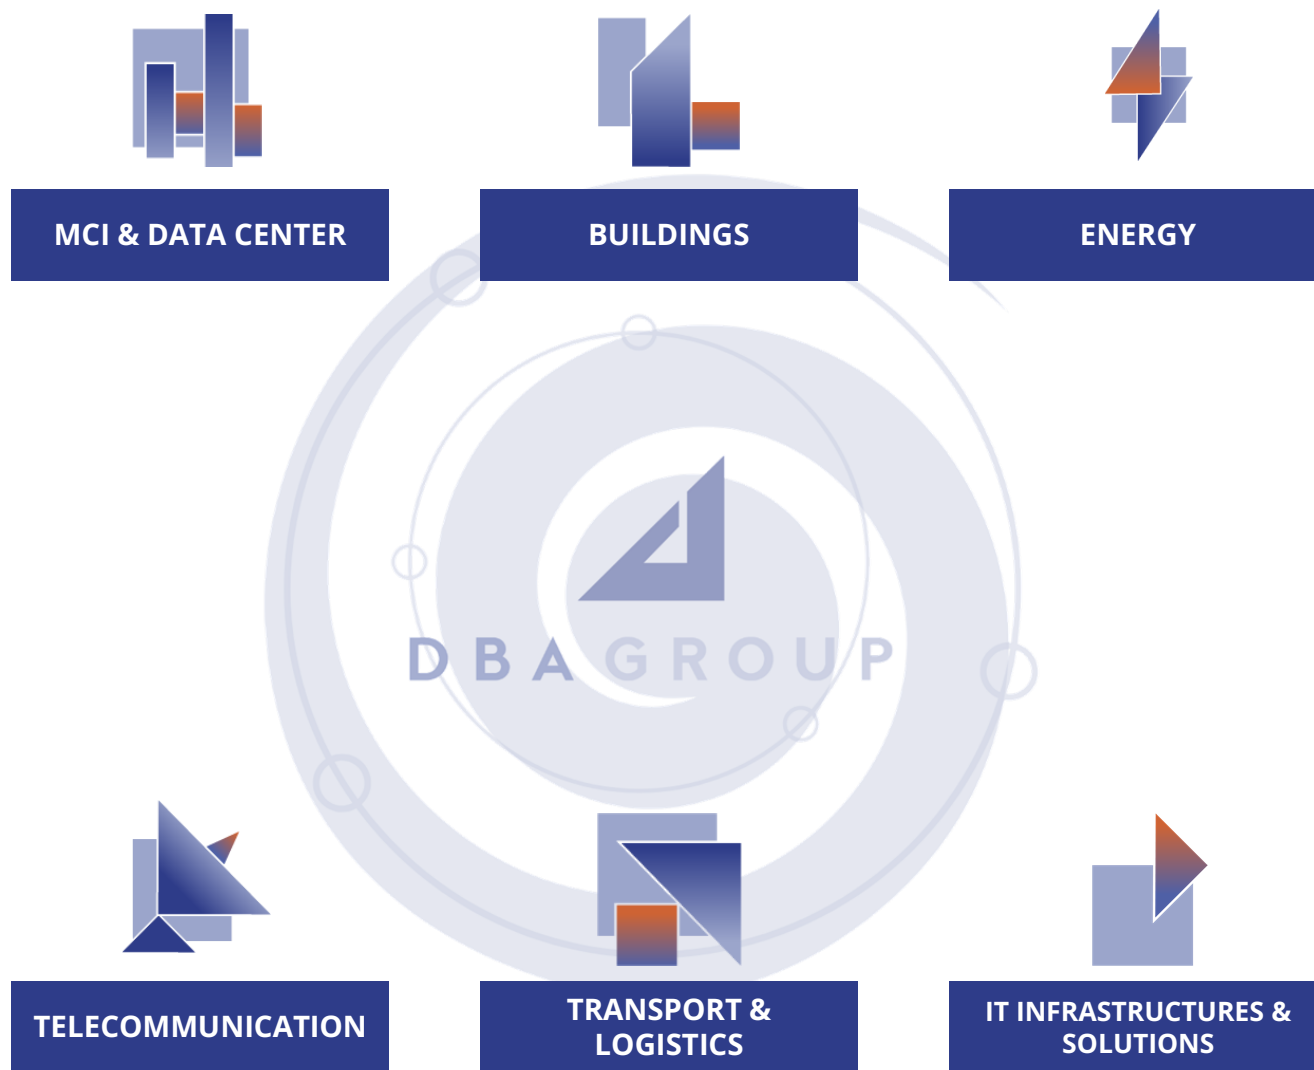 MCI & DATA CENTER
BUILDINGS
ENERGY
DBA GROUP
TELECOMMUNICATION
TRANSPORT &
LOGISTICS
IT INFRASTRUCTURES &
SOLUTIONS